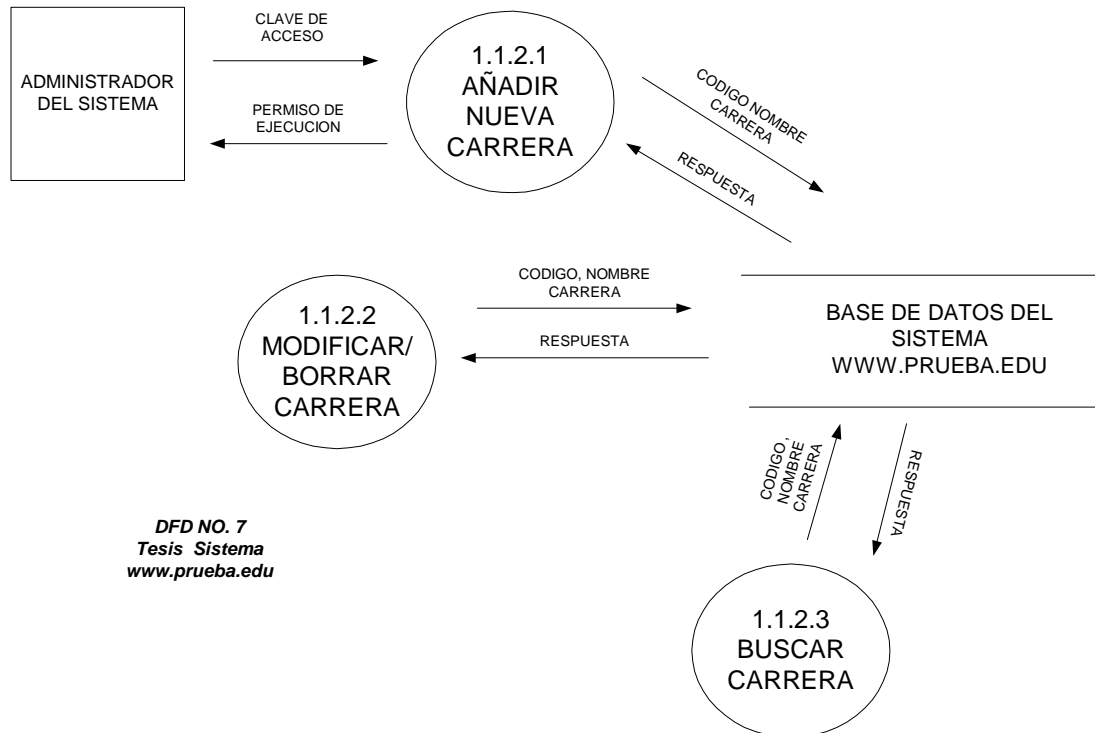 ADMINISTRADOR
DEL SISTEMA
CLAVE DE
ACCESO
PERMISO DE
EJECUCION
1.1.2.1
AÑADIR
NUEVA
CARRERA
CODIGO NOMBRE
CARRERA
RESPUESTA
1.1.2.2
MODIFICAR/
BORRAR
CARRERA
CODIGO, NOMBRE
CARRERA
RESPUESTA
BASE DE DATOS DEL
SISTEMA
WWW.PRUEBA.EDU
CODIGO,
NOMBRE
CARRERA
RESPUESTA
DFD NO. 7
Tesis Sistema
www.prueba.edu
1.1.2.3
BUSCAR
CARRERA